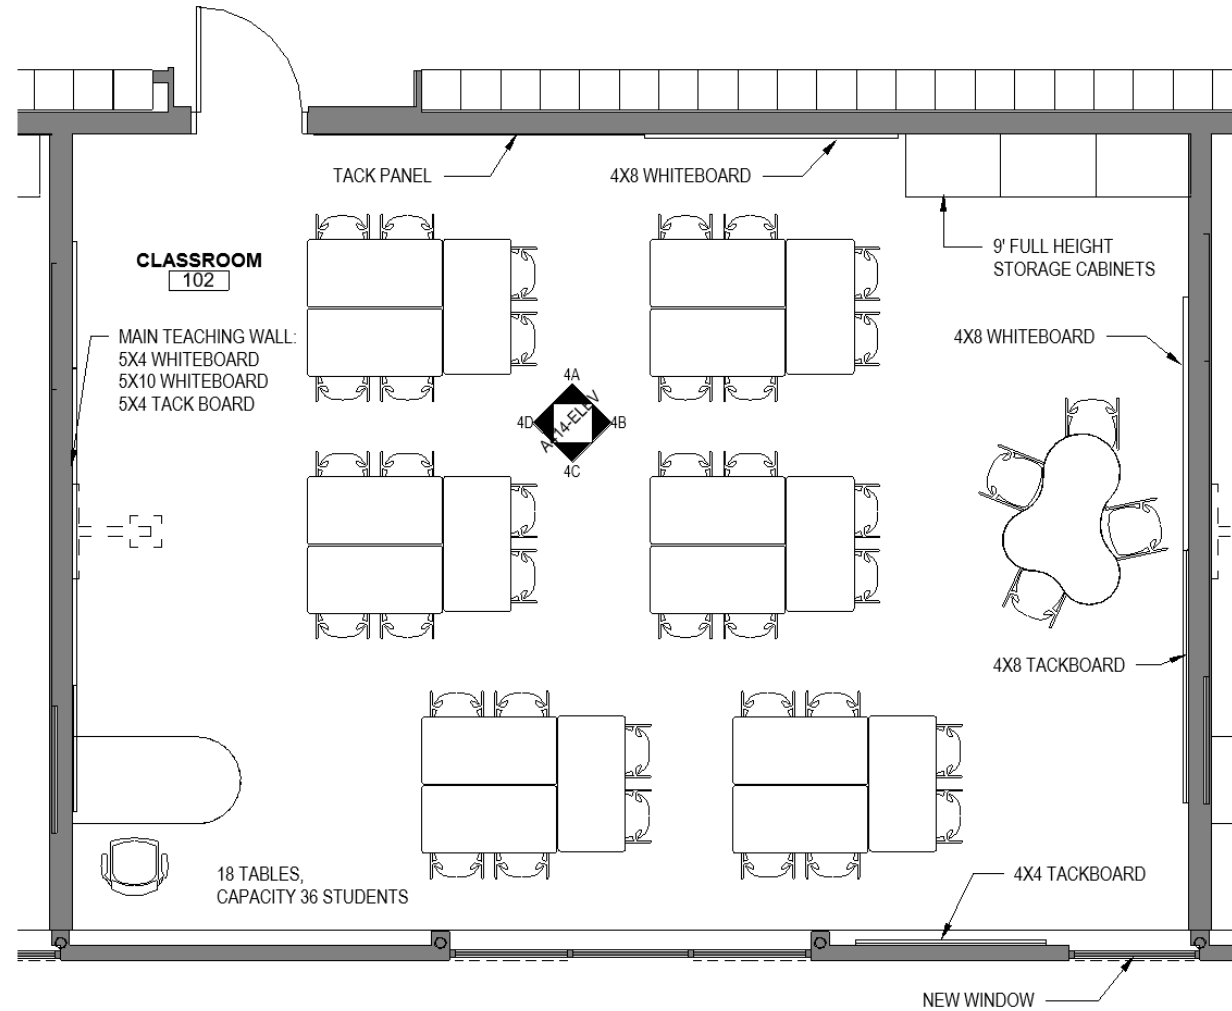 TACK PANEL
4X8 WHITEBOARD
CLASSROOM
102
9' FULL HEIGHT
STORAGE CABINETS
MAIN TEACHING WALL:
5X4 WHITEBOARD
5X10 WHITEBOARD
5X4 TACK BOARD
4X8 WHITEBOARD
4A
4D
4B
4C
4X8 TACKBOARD
18 TABLES,
CAPACITY 36 STUDENTS
4X4 TACKBOARD
NEW WINDOW